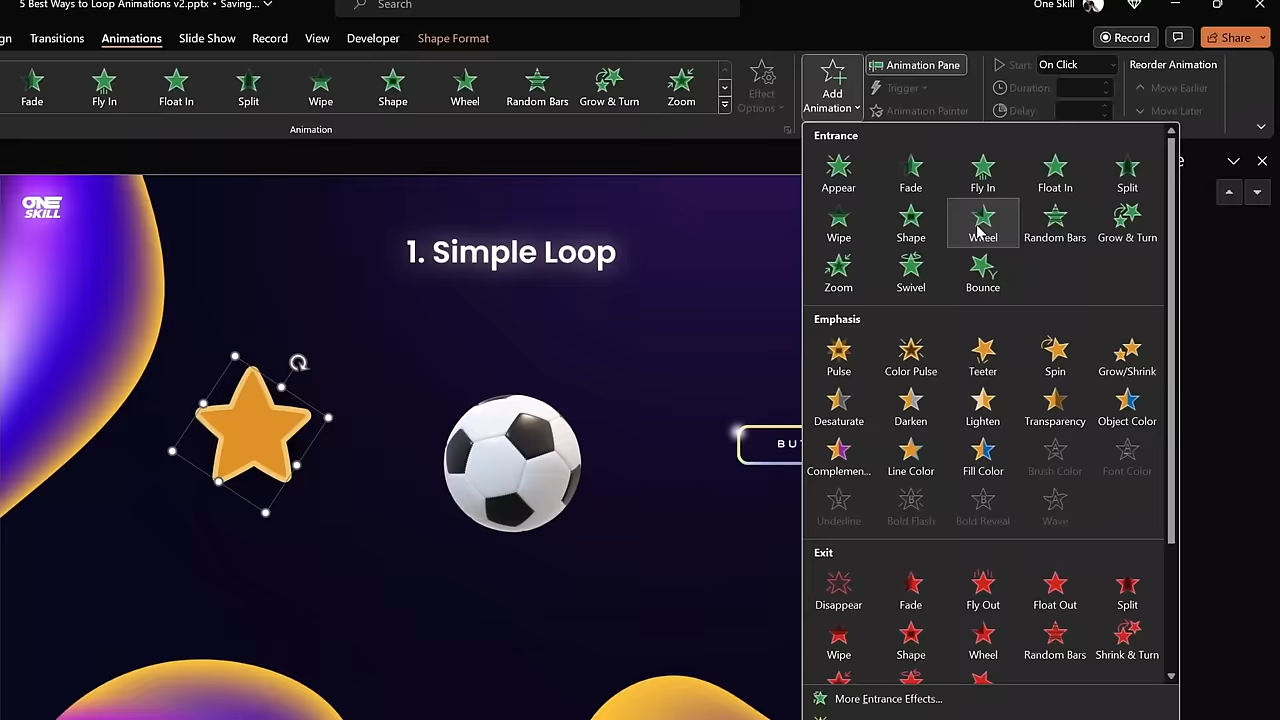 5 Best Ways to Loop Animations v2.pptx • Saving...
Search
One Skill
gn Transitions Animations Slide Show Record View Developer Shape Format
Record Share
Fade Fly In Float In Split Wipe Shape Wheel Random Bars Grow & Turn Zoom
Effect Options
Animation
Add Animation
Animation Pane
Trigger
Animation Painter
Start: On Click
Duration:
Delay:
Reorder Animation
Move Earlier
Move Later
Entrance
Appear Fade Fly In Float In Split
Wipe Shape Wheel Random Bars Grow & Turn
Zoom Swivel Bounce
Emphasis
Pulse Color Pulse Teeter Spin Grow/Shrink
Desaturate Darken Lighten Transparency Object Color
Complemen... Line Color Fill Color Brush Color Font Color
Underline Bold Flash Bold Reveal Wave
Exit
Disappear Fade Fly Out Float Out Split
Wipe Shape Wheel Random Bars Shrink & Turn
More Entrance Effects...
ONE
SKILL
1. Simple Loop
BU